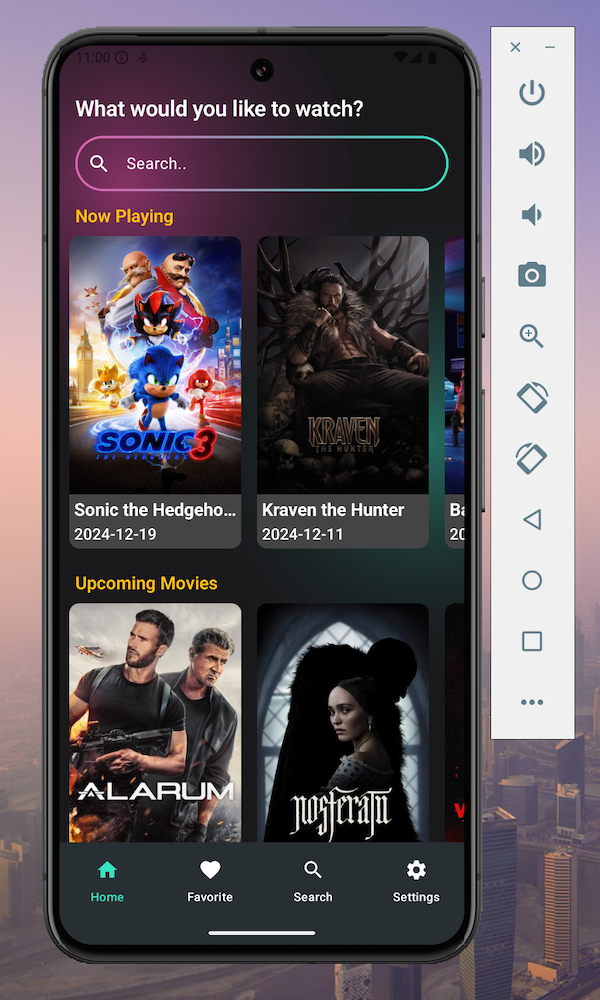 11:00
What would you like to watch?
Search..
Now Playing
SONIC 3
THE HEDGEHOG
KRAVEN
THE HUNTER
Sonic the Hedgeho...
2024-12-19
Kraven the Hunter
2024-12-11
Ba
20
Upcoming Movies
ALARUM
nosferatu
Home
Favorite
Search
Settings